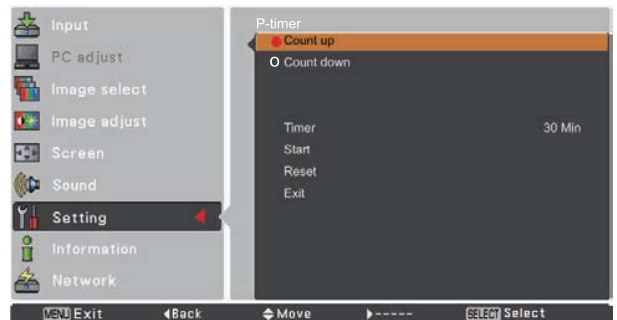 Input
PC adjust
Image select
Image adjust
Screen
Sound
Setting
Information
Network
P-timer
Count up
O Count down
Timer 30 Min
Start
Reset
Exit
MENU Exit Back Move ----- SELECT Select